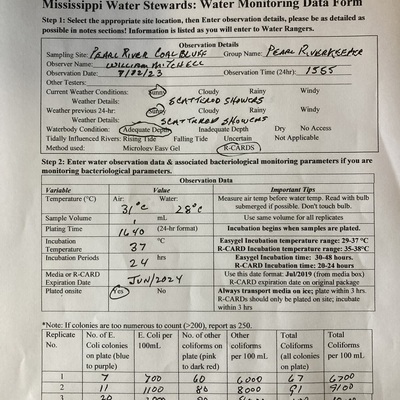 Mississippi Water Stewards: Water Monitoring Data Form
Step 1: Select the appropriate site location, then Enter observation details, please be as detailed as
possible in notes sections! Information is listed as you will enter to Water Rangers.
Observation Details
Sampling Site: PEARL RIVER COAL BLUFF Group Name: PEARL RIVERKEEPER
Observer Name: WILLIAM MITCHELL
Observation Date: 8/02/23 Observation Time (24hr): 1555
Other Testers:
Current Weather Conditions: Sunny Cloudy Rainy Windy
Weather Details: SCATTERED SHOWERS
Weather previous 24-hr: Sunny Cloudy Rainy Windy
Weather Details: SCATTERED SHOWERS
Waterbody Condition: Adequate Depth Inadequate Depth Dry No Access
Tidally Influenced Rivers: Rising Tide Falling Tide Uncertain Not Applicable
Method used: Micrology Easy Gel R-CARDS
Step 2: Enter water observation data & associated bacteriological monitoring parameters if you are
monitoring bacteriological parameters.
Observation Data
Variable Value Important Tips
Temperature (°C) Air: 31°C Water: 28°C Measure air temp before water temp. Read with bulb
submerged if possible. Don't touch bulb.
Sample Volume 1 mL Use same volume for all replicates
Plating Time 1640 (24-hr format) Incubation begins when samples are plated.
Incubation
Temperature 37 °C Easygel Incubation temperature range: 29-37 °C
R-CARD Incubation temperature range: 35-38°C
Incubation Periods 24 hrs Easygel Incubation time: 30-48 hours.
R-CARD Incubation time: 20-24 hours
Media or R-CARD
Expiration Date JUN/2024 Use this date format: Jul/2019 (from media box)
R-CARD expiration date on original package
Plated onsite Yes No Always transport media on ice; plate within 3 hrs.
R-CARDs should only be plated on site; incubate
within 3 hrs
*Note: If colonies are too numerous to count (>200), report as 250.
Replicate No. No. of E. Coli colonies on plate (blue to purple) E. Coli per 100mL No. of other coliforms on plate (pink to dark red) Other coliforms per 100 mL Total Coliforms (all colonies on plate) Total Coliforms per 100 mL
1 7 700 60 6000 67 6700
2 11 1100 80 8000 91 9100
3 20